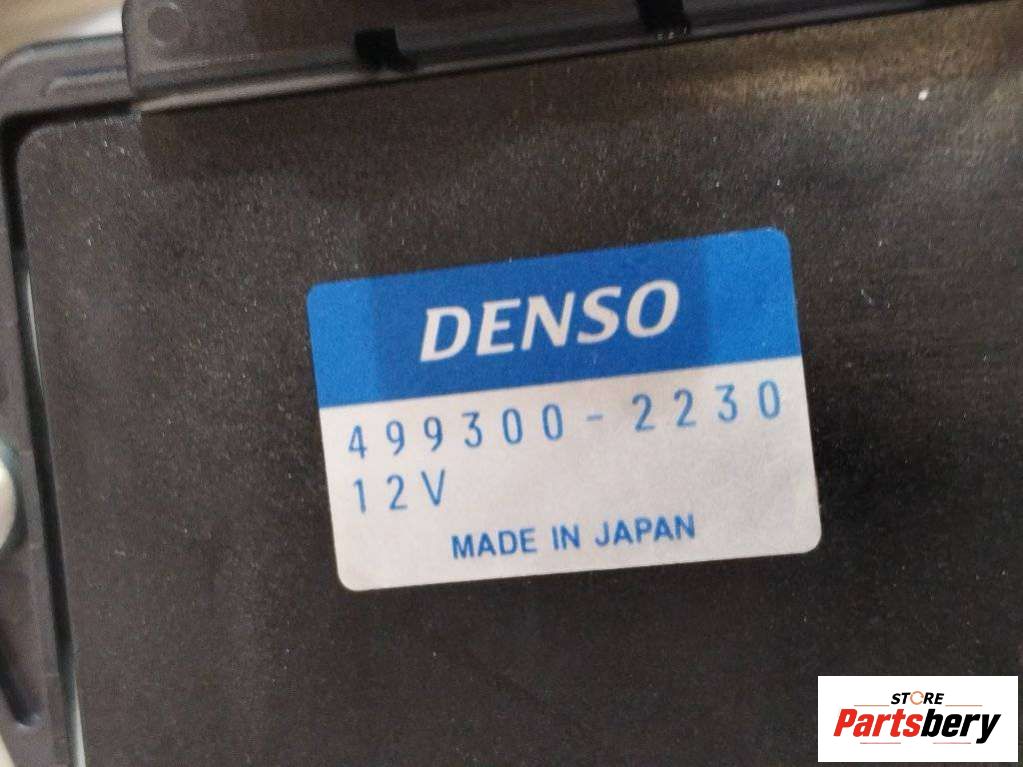 DENSO
499300-2230
12V
MADE IN JAPAN
STORE
Partsbery